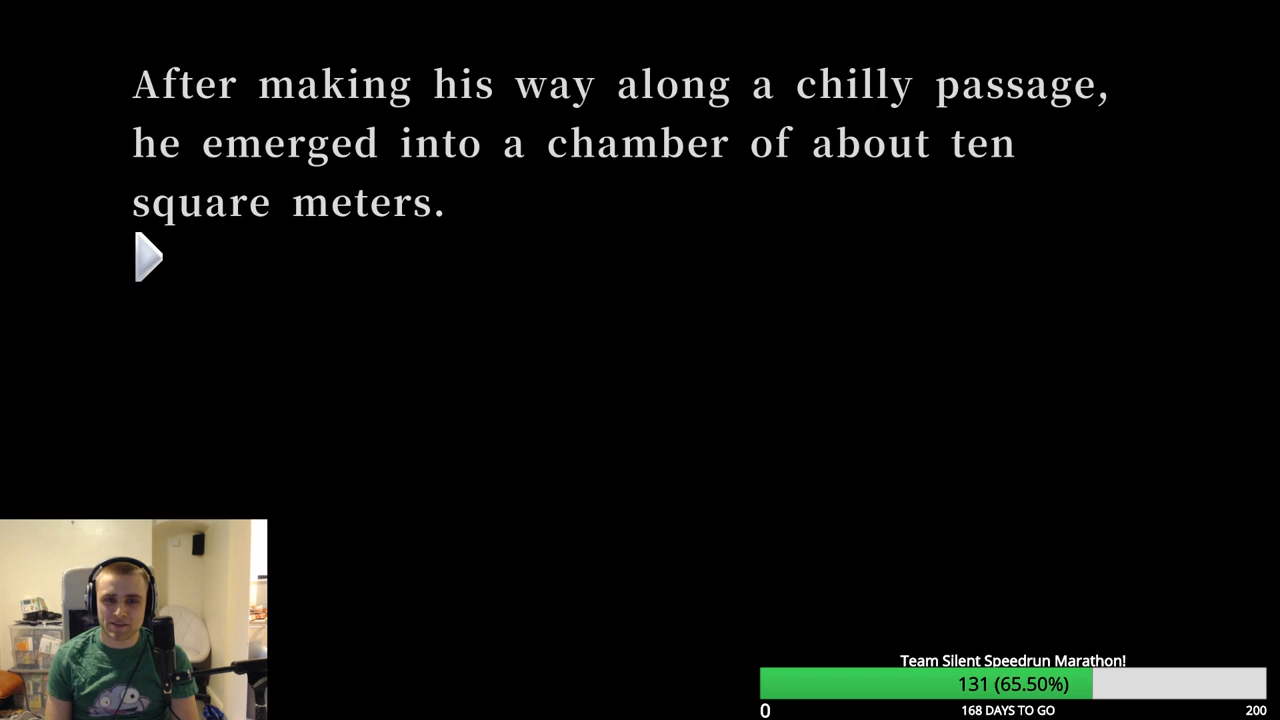 After making his way along a chilly passage,
he emerged into a chamber of about ten
square meters.
Team Silent Speedrun Marathon!
131 (65.50%)
0 168 DAYS TO GO 200